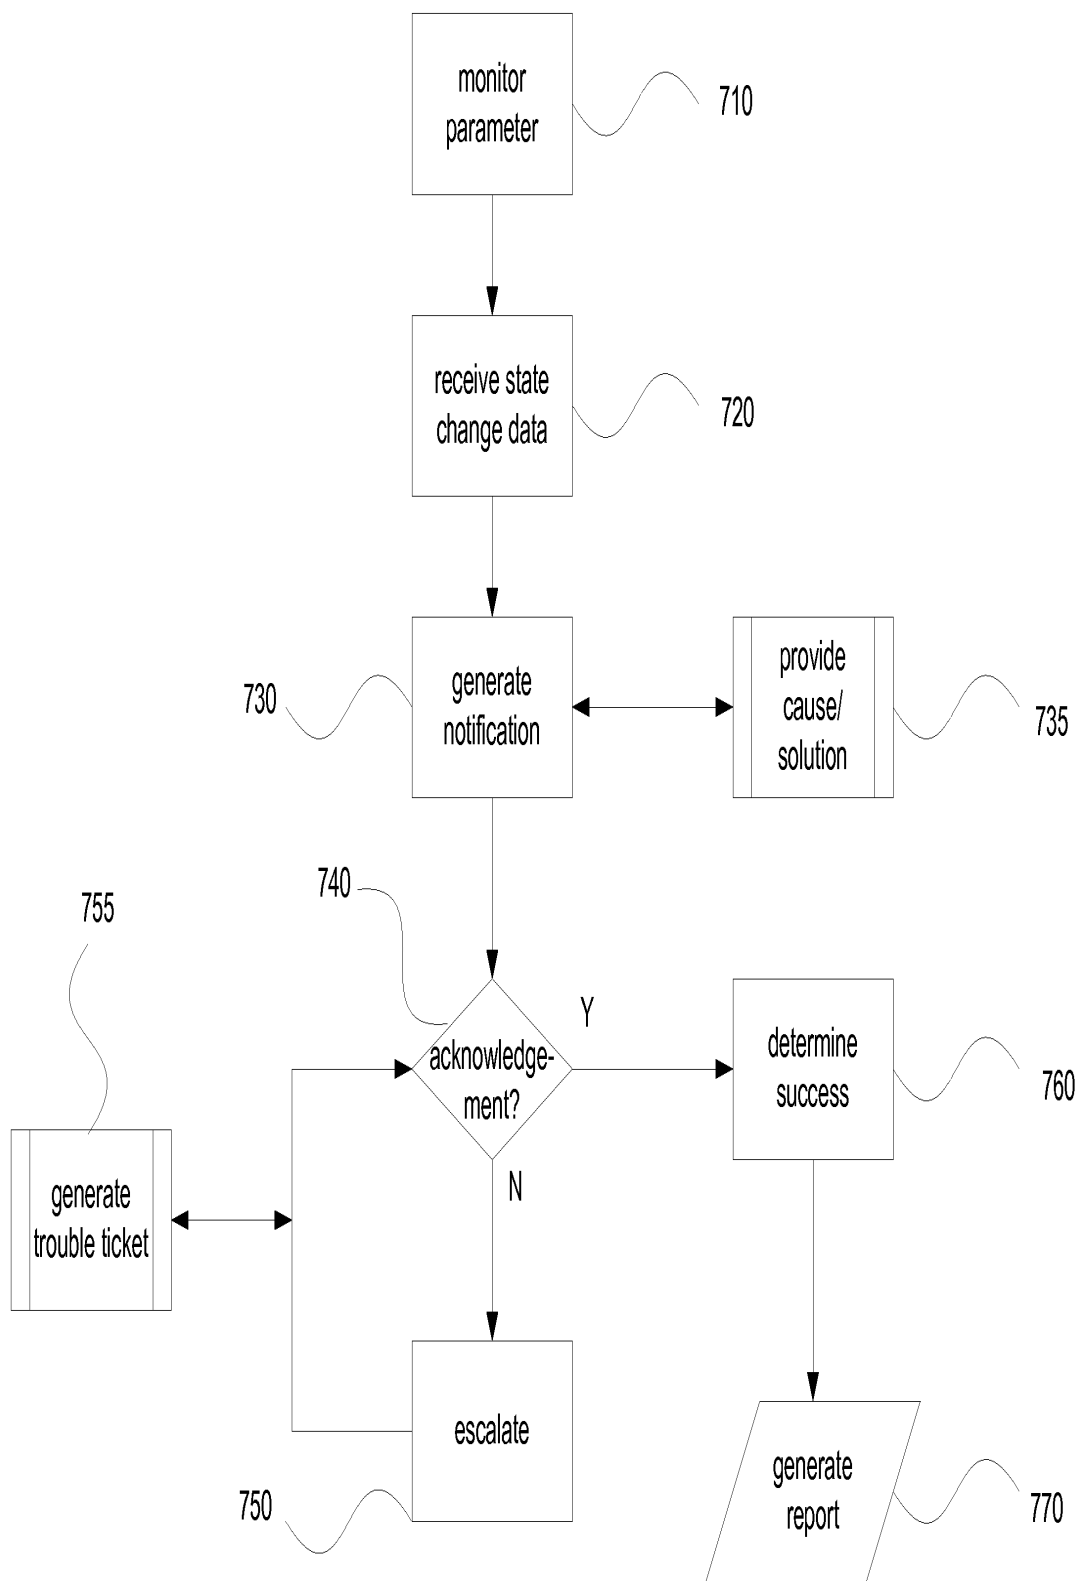 monitor
parameter
710
receive state
change data
720
730
generate
notification
provide
cause/
solution
735
740
755
Y
acknowledge-
ment?
determine
success
760
N
generate
trouble ticket
escalate
750
generate
report
770